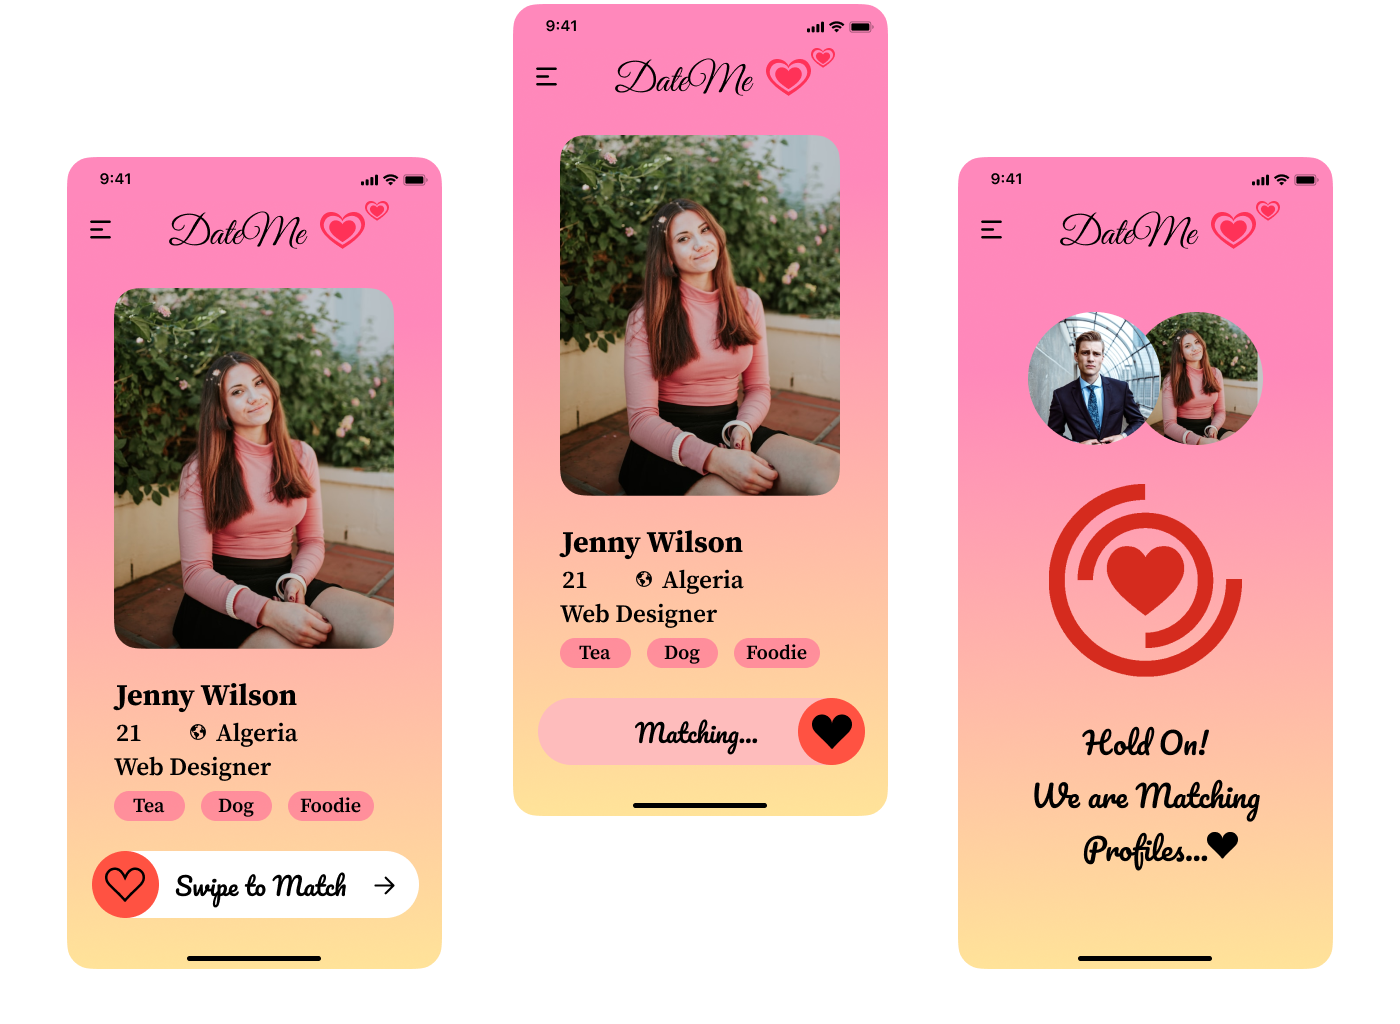 9:41
DateMe
Jenny Wilson
21 Algeria
Web Designer
Tea Dog Foodie
Swipe to Match
9:41
DateMe
Jenny Wilson
21 Algeria
Web Designer
Tea Dog Foodie
Matching...
9:41
DateMe
Hold On!
We are Matching
Profiles...